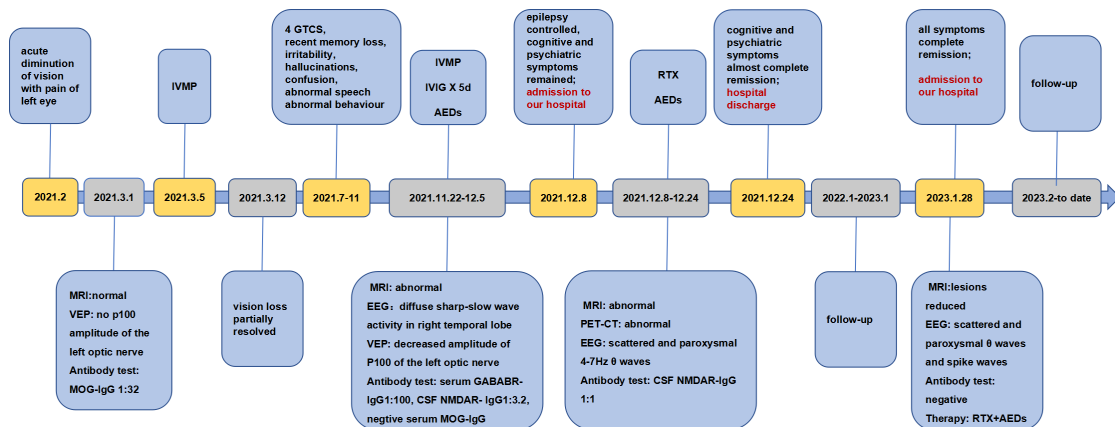 acute
diminution of
vision
with pain of
left eye
IVMP
4 GTCS,
recent memory loss,
irritability,
hallucinations,
confusion,
abnormal speech
abnormal behaviour
IVMP
IVIG X 5d
AEDs
epilepsy
controlled,
cognitive and
psychiatric
symptoms
remained;
admission to
our hospital
RTX
AEDs
cognitive and
psychiatric
symptoms
almost complete
remission;
hospital
discharge
all symptoms
complete
remission;
admission to
our hospital
follow-up
2021.2
2021.3.1
2021.3.5
2021.3.12
2021.7-11
2021.11.22-12.5
2021.12.8
2021.12.8-12.24
2021.12.24
2022.1-2023.1
2023.1.28
2023.2-to date
MRI:normal
VEP: no p100
amplitude of the
left optic nerve
Antibody test:
MOG-IgG 1:32
vision loss
partially
resolved
MRI: abnormal
EEG：diffuse sharp-slow wave
activity in right temporal lobe
VEP: decreased amplitude of
P100 of the left optic nerve
Antibody test: serum GABABR-
IgG1:100, CSF NMDAR- IgG1:3.2,
negtive serum MOG-IgG
MRI: abnormal
PET-CT: abnormal
EEG: scattered and paroxysmal
4-7Hz θ waves
Antibody test: CSF NMDAR-IgG
1:1
follow-up
MRI:lesions
reduced
EEG: scattered and
paroxysmal θ waves
and spike waves
Antibody test:
negative
Therapy: RTX+AEDs